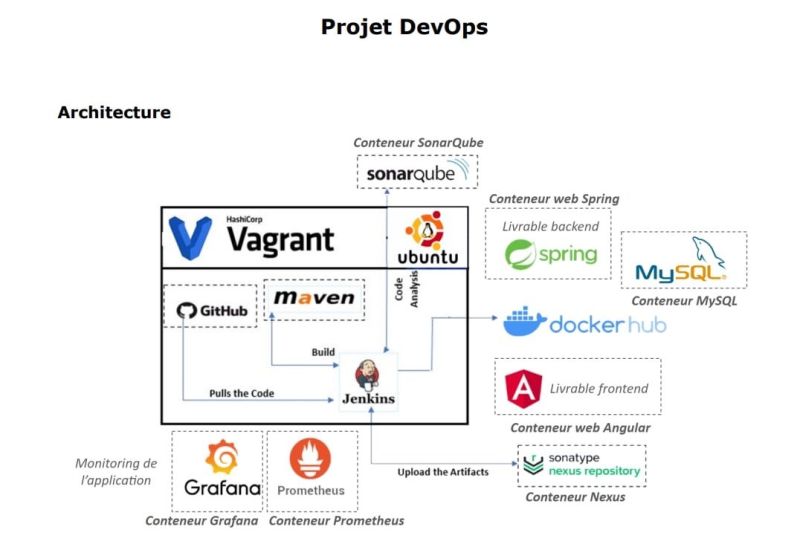 Projet DevOps
Architecture
Conteneur SonarQube
sonarqube
Conteneur web Spring
HashiCorp
Vagrant
ubuntu
Livrable backend
spring
MySQL
Conteneur MySQL
Code
Analysis
GitHub
maven
docker hub
Build
Jenkins
Pulls the Code
Livrable frontend
Conteneur web Angular
Monitoring de
l'application
Grafana
Prometheus
Upload the Artifacts
sonatype
nexus repository
Conteneur Nexus
Conteneur Grafana
Conteneur Prometheus